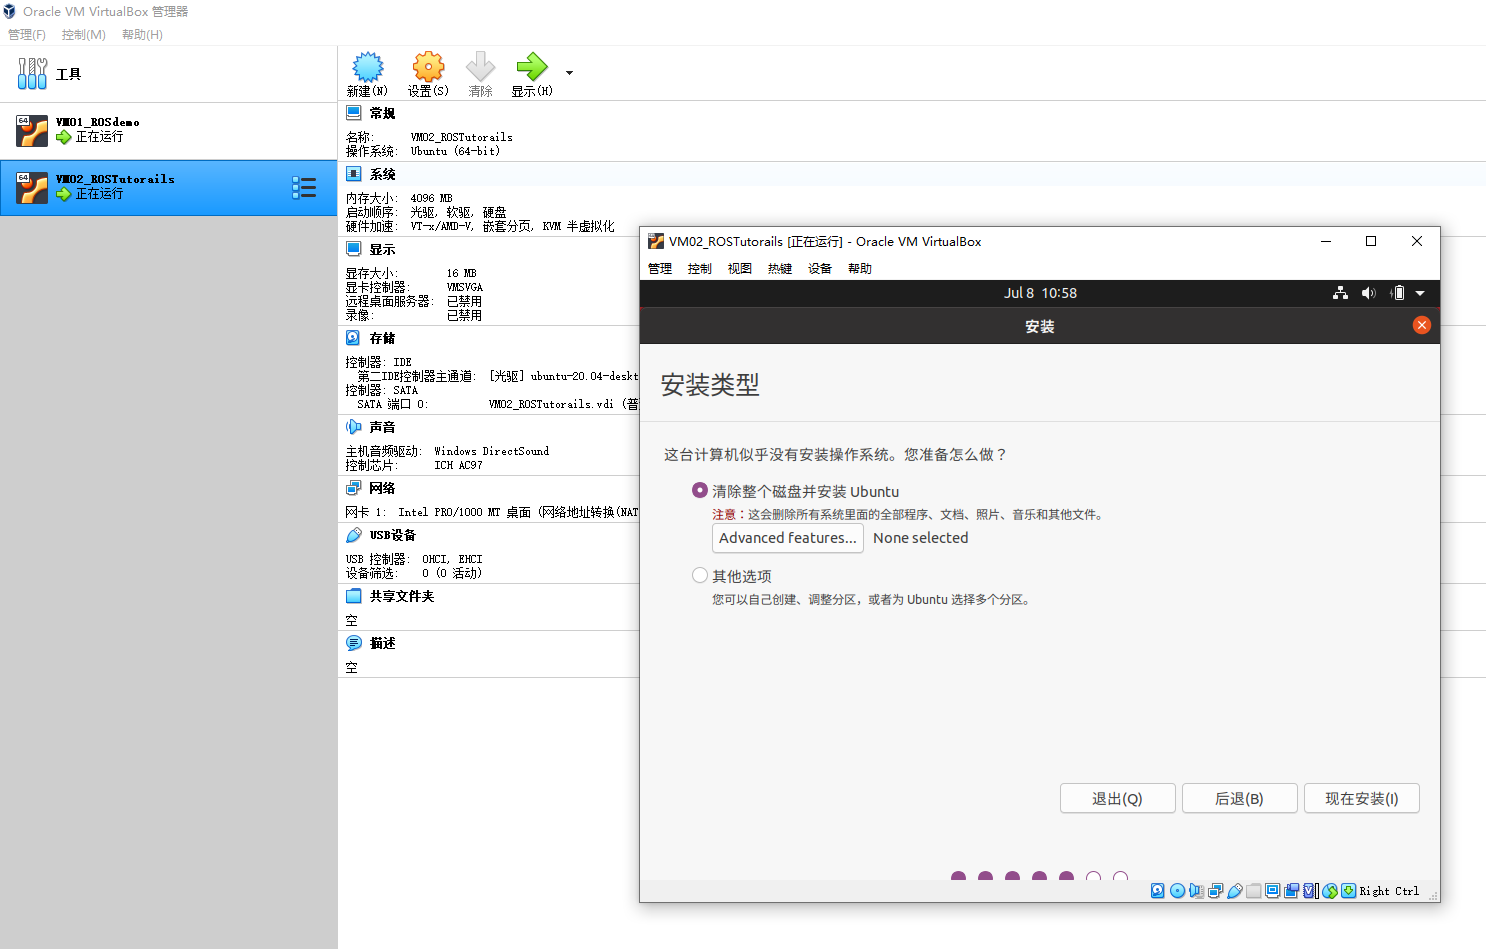 Oracle VM VirtualBox 管理器
管理(F) 控制(M) 帮助(H)
工具
新建(N) 设置(S) 清除 显示(H)
64 VM01_ROSdemo
正在运行
64 VM02_ROSTutorails
正在运行
常规
名称: VM02_ROSTutorails
操作系统: Ubuntu (64-bit)
系统
内存大小: 4096 MB
启动顺序: 光驱, 软驱, 硬盘
硬件加速: VT-x/AMD-V, 嵌套分页, KVM 半虚拟化
显示
显存大小: 16 MB
显卡控制器: VMSVGA
远程桌面服务器: 已禁用
录像: 已禁用
存储
控制器: IDE
第二IDE控制器主通道: [光驱] ubuntu-20.04-deskt
控制器: SATA
SATA 端口 0: VM02_ROSTutorails.vdi (普
声音
主机音频驱动: Windows DirectSound
控制芯片: ICH AC97
网络
网卡 1: Intel PRO/1000 MT 桌面 (网络地址转换(NAT
USB设备
USB 控制器: OHCI, EHCI
设备筛选: 0 (0 活动)
共享文件夹
空
描述
空
VM02_ROSTutorails [正在运行] - Oracle VM VirtualBox
管理 控制 视图 热键 设备 帮助
Jul 8 10:58
安装
安装类型
这台计算机似乎没有安装操作系统。您准备怎么做？
清除整个磁盘并安装 Ubuntu
注意：这会删除所有系统里面的全部程序、文档、照片、音乐和其他文件。
Advanced features... None selected
其他选项
您可以自己创建、调整分区，或者为 Ubuntu 选择多个分区。
退出(Q) 后退(B) 现在安装(I)
Right Ctrl